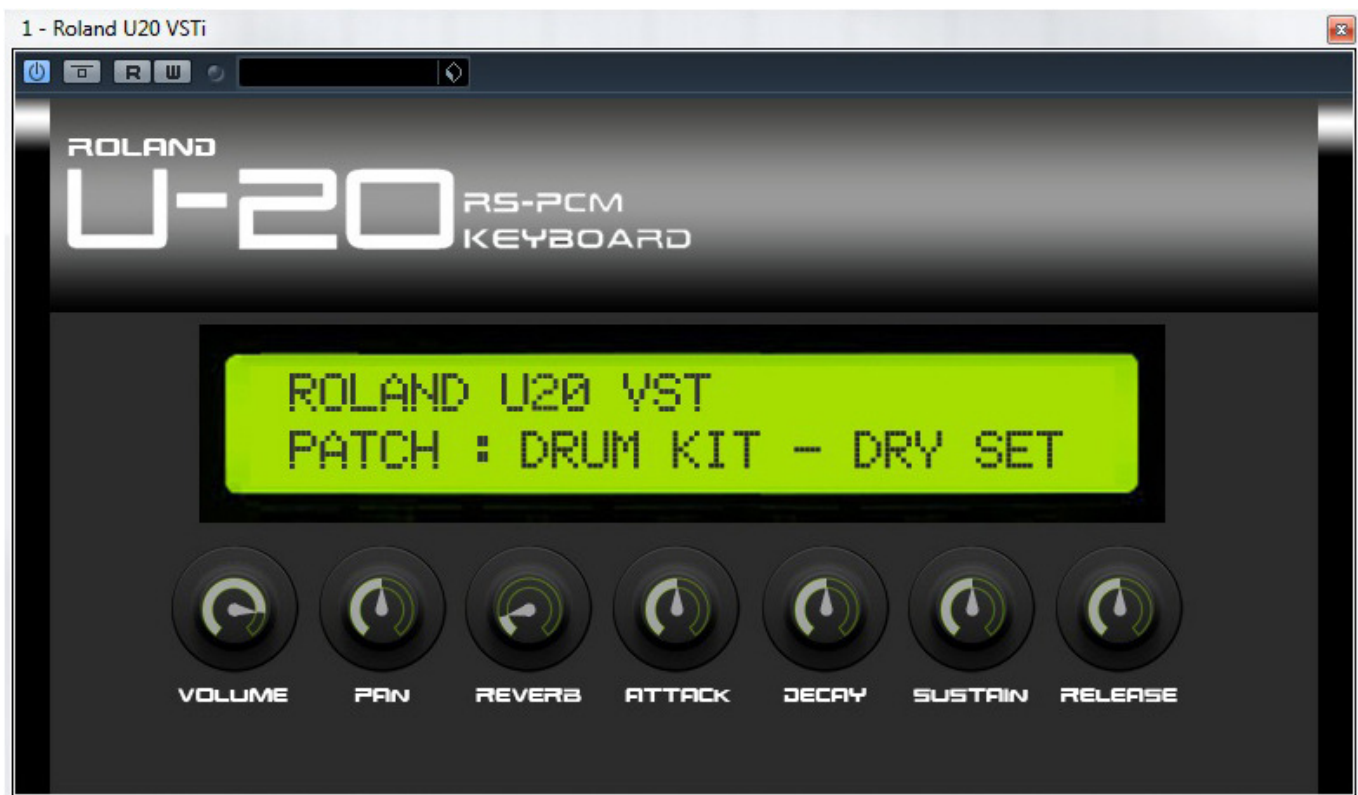 1 - Roland U20 VSTi
R W
ROLAND
U-20
RS-PCM
KEYBOARD
ROLAND U20 VST
PATCH : DRUM KIT - DRY SET
VOLUME PAN REVERB ATTACK DECAY SUSTAIN RELEASE